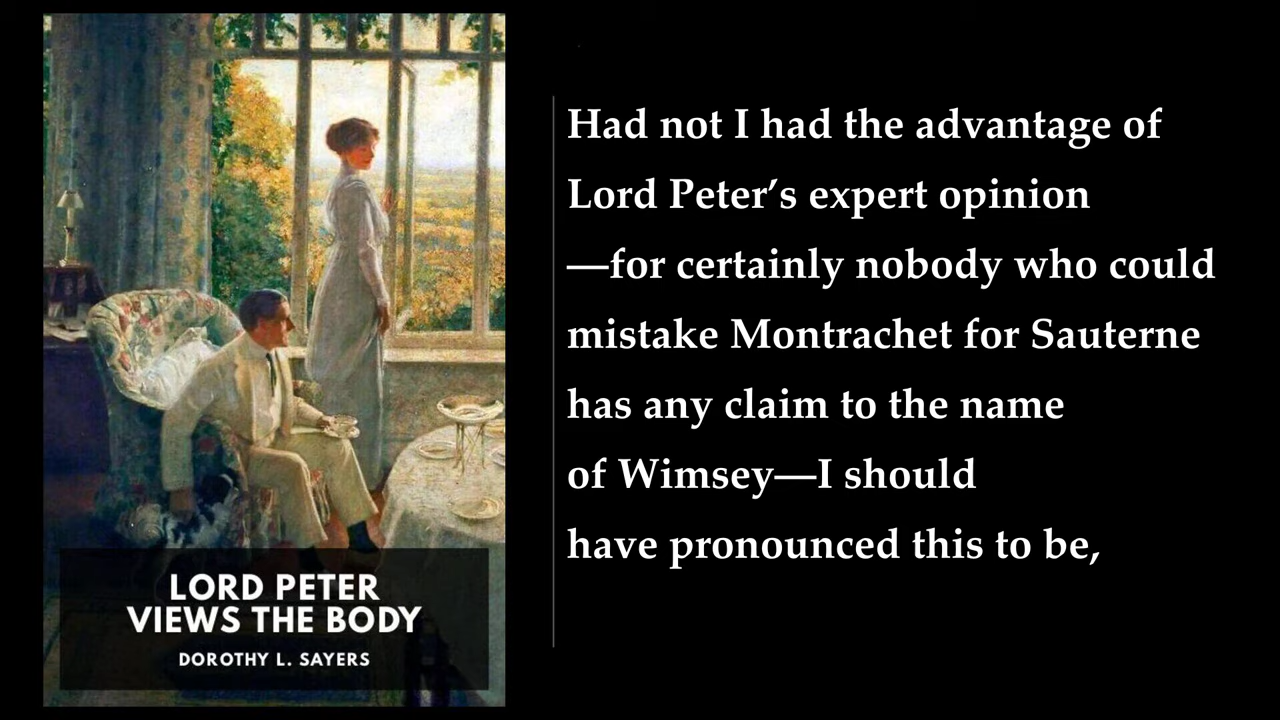 Had not I had the advantage of
Lord Peter’s expert opinion
—for certainly nobody who could
mistake Montrachet for Sauterne
has any claim to the name
of Wimsey—I should
have pronounced this to be,
LORD PETER
VIEWS THE BODY
DOROTHY L. SAYERS